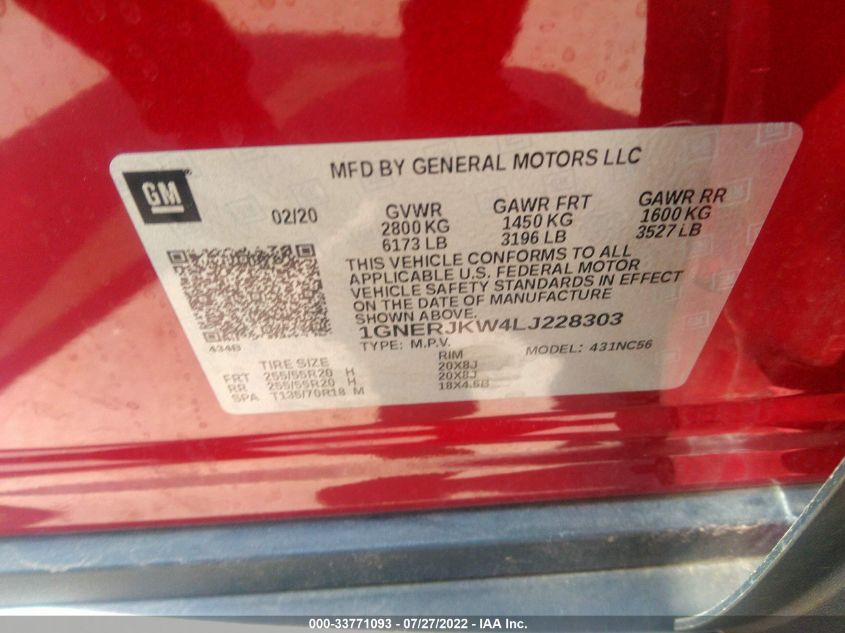 GM
MFD BY GENERAL MOTORS LLC
02/20
GVWR
2800 KG
6173 LB
GAWR FRT
1450 KG
3196 LB
GAWR RR
1600 KG
3527 LB
THIS VEHICLE CONFORMS TO ALL
APPLICABLE U.S. FEDERAL MOTOR
VEHICLE SAFETY STANDARDS IN EFFECT
ON THE DATE OF MANUFACTURE
SHOWN ABOVE.
1GNERJKW4LJ228303
TYPE: M.P.V. MODEL: 431NC56
434B
TIRE SIZE RIM
FRT 255/55R20 H 20X8J
RR 255/55R20 H 20X8J
SPA T135/70R18 M 18X4.5B
000-33771093 - 07/27/2022 - IAA Inc.